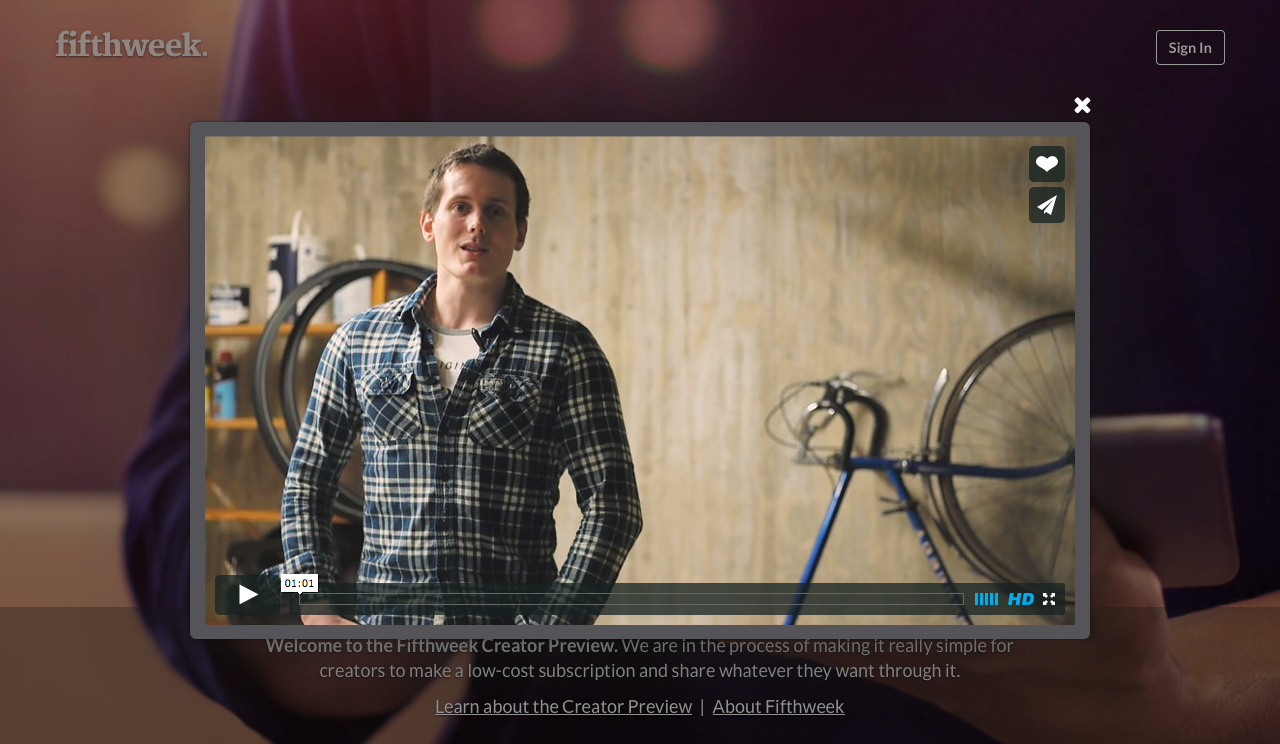 fifthweek.
Sign In
01:01
HD
Welcome to the Fifthweek Creator Preview. We are in the process of making it really simple for
creators to make a low-cost subscription and share whatever they want through it.
Learn about the Creator Preview | About Fifthweek